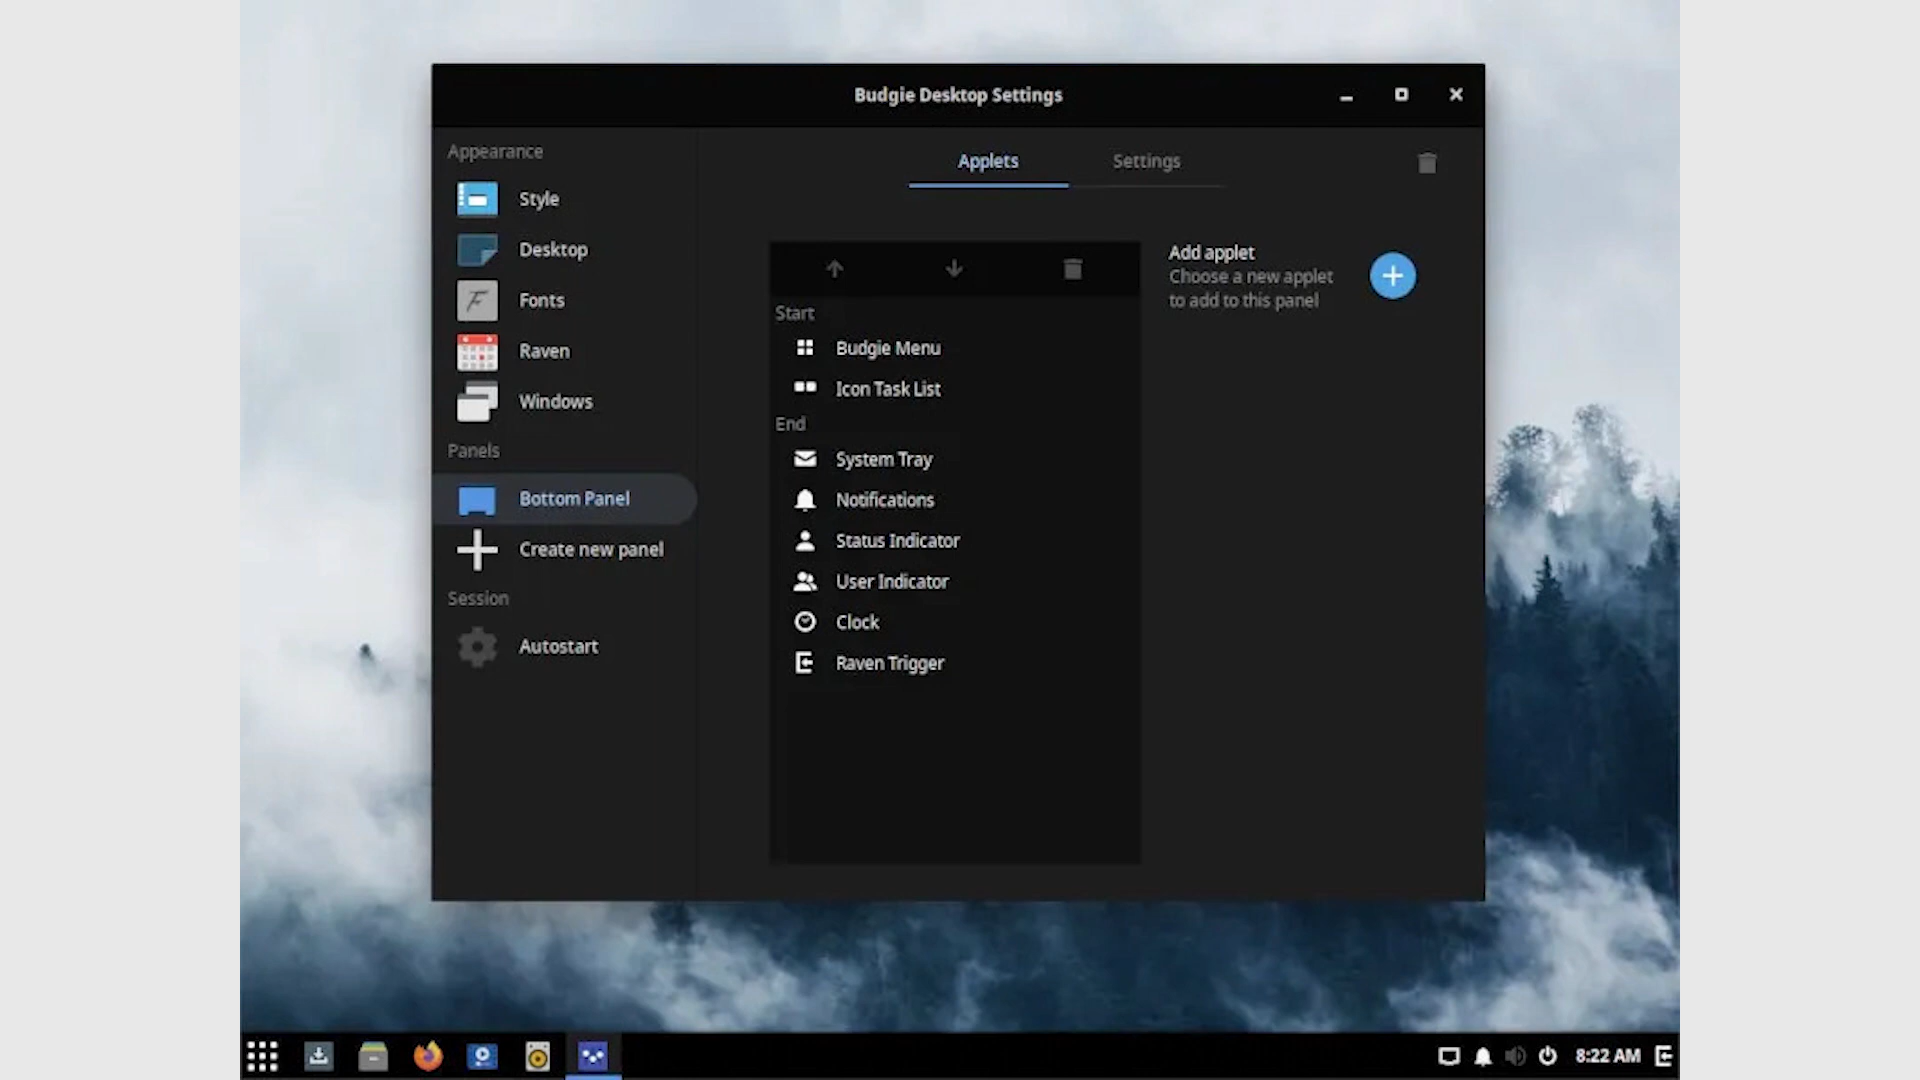 Budgie Desktop Settings
Appearance
Style
Desktop
Fonts
Raven
Windows
Panels
Bottom Panel
Create new panel
Session
Autostart
Applets
Settings
Start
Budgie Menu
Icon Task List
End
System Tray
Notifications
Status Indicator
User Indicator
Clock
Raven Trigger
Add applet
Choose a new applet
to add to this panel
8:22 AM